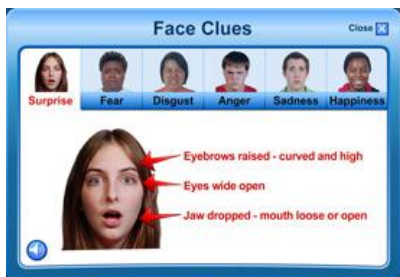 Face Clues
Close X
Surprise Fear Disgust Anger Sadness Happiness
Eyebrows raised - curved and high
Eyes wide open
Jaw dropped - mouth loose or open